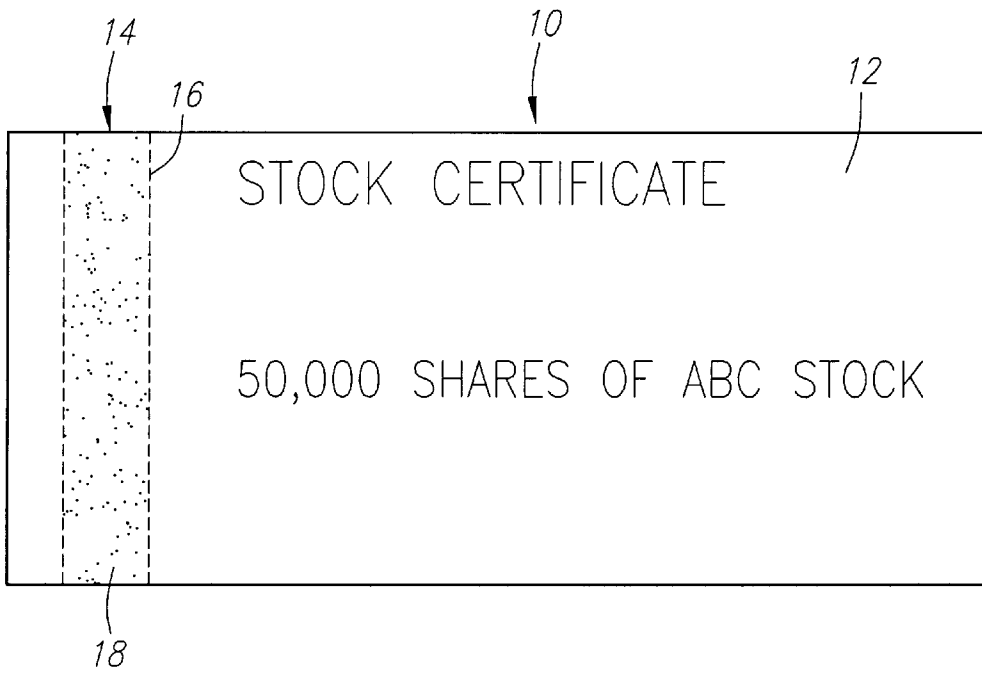 14
10
16
12
STOCK CERTIFICATE
50,000 SHARES OF ABC STOCK
18